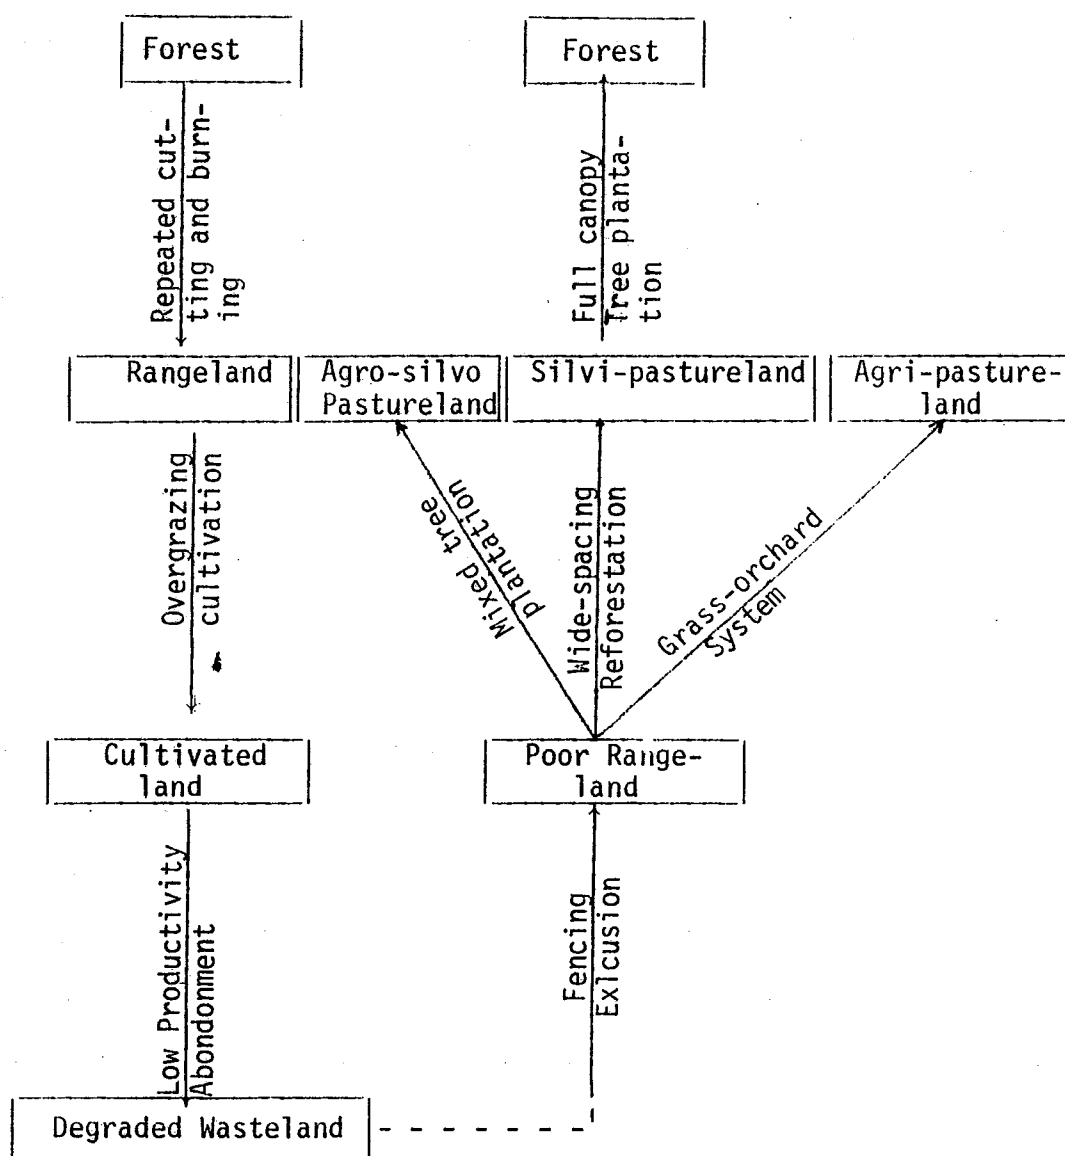 Forest
Forest
Repeated cut-
ting and burn-
ing
Full canopy
Tree planta-
tion
Rangeland
Agro-silvo
Pastureland
Silvi-pastureland
Agri-pasture-
land
Overgrazing
cultivation
Mixed tree
plantation
Wide-spacing
Reforestation
Grass-orchard
System
Cultivated
land
Poor Range-
land
Low Productivity
Abondonment
Fencing
Exlcusion
Degraded Wasteland